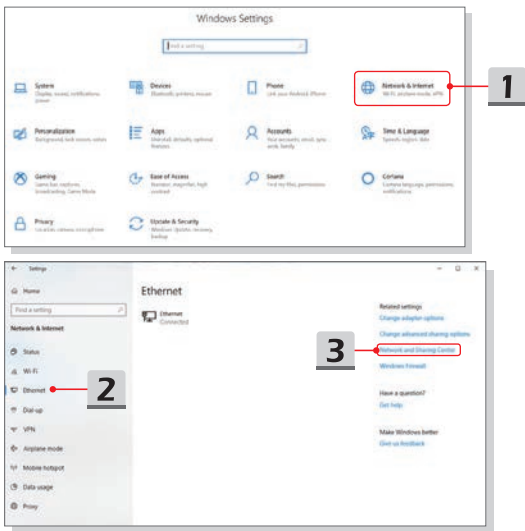 Windows Settings
Find a setting
1
System
Display, sound, notifications, power
Devices
Bluetooth, printers, mouse
Phone
Link your Android, iPhone
Network & Internet
Wi-Fi, airplane mode, VPN
Personalization
Background, lock screen, colors
Apps
Uninstall, defaults, optional features
Accounts
Your accounts, email, sync, work, family
Time & Language
Speech, region, date
Gaming
Game bar, captures, broadcasting, Game Mode
Ease of Access
Narrator, magnifier, high contrast
Search
Find my files, permissions
Cortana
Cortana language, permissions, notifications
Privacy
Location, camera, microphone
Update & Security
Windows Update, recovery, backup
Settings
Home
Find a setting
Network & Internet
Status
Wi-Fi
Ethernet
2
Dial-up
VPN
Airplane mode
Mobile hotspot
Data usage
Proxy
Ethernet
Ethernet
Connected
3
Related settings
Change adapter options
Change advanced sharing options
Network and Sharing Center
Windows Firewall
Have a question?
Get help
Make Windows better
Give us feedback